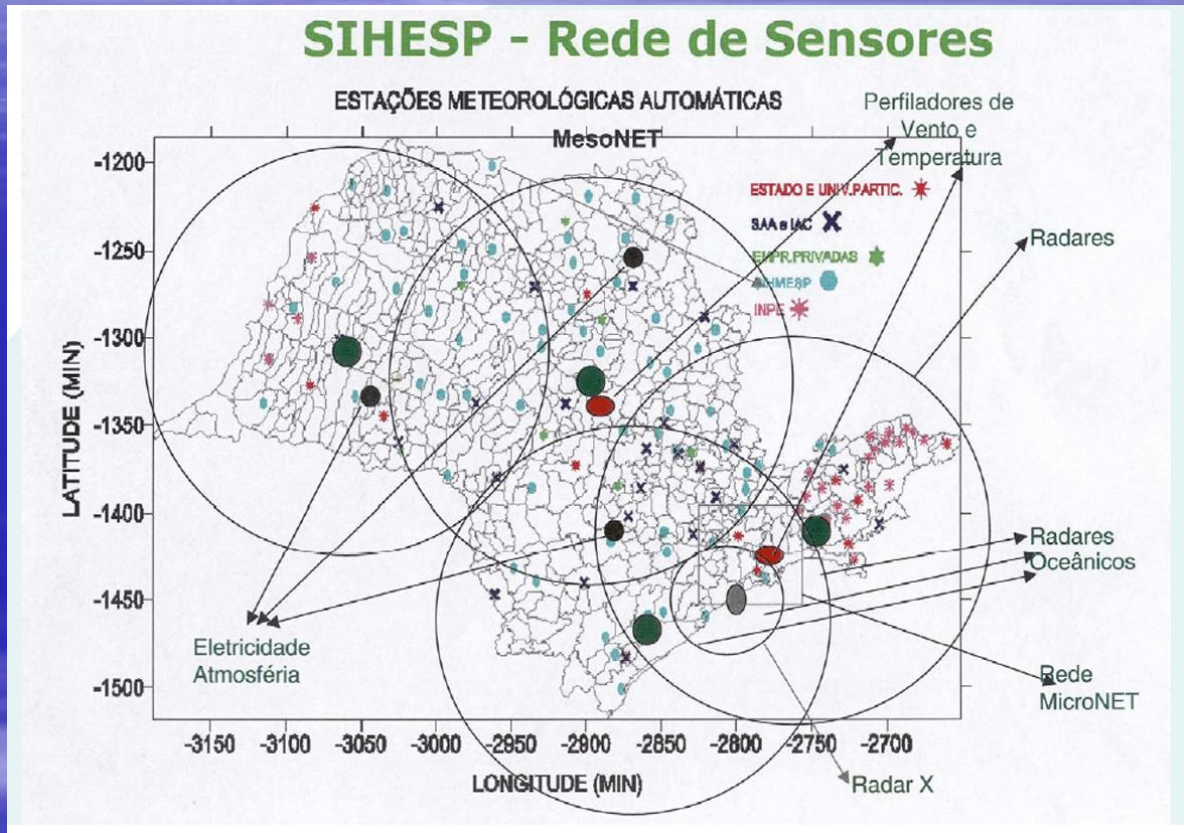 SIHESP - Rede de Sensores
ESTAÇÕES METEOROLÓGICAS AUTOMÁTICAS
MesoNET
Perfiladores de
Vento e
Temperatura
ESTADO E UNIV.PARTIC.
SAA e IAC
EMPR.PRIVADAS
INPE
Radares
LATITUDE (MIN)
-1200
-1250
-1300
-1350
-1400
-1450
-1500
Radares
Oceânicos
Eletricidade
Atmosféria
Rede
MicroNET
-3150 -3100 -3050 -3000 -2950 -2900 -2850 -2800 -2750 -2700
LONGITUDE (MIN)
Radar X